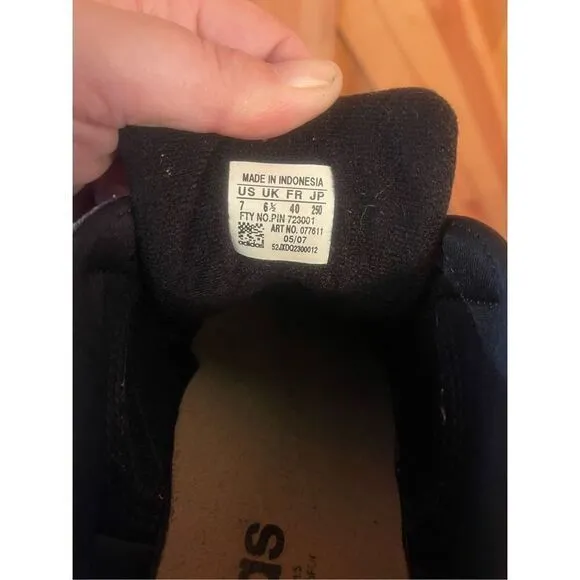 MADE IN INDONESIA
US UK FR JP
7 6½ 40 250
FTY NO.PIN 723001
ART NO. 077611
adidas 05/07
52JXDQ2300012
as